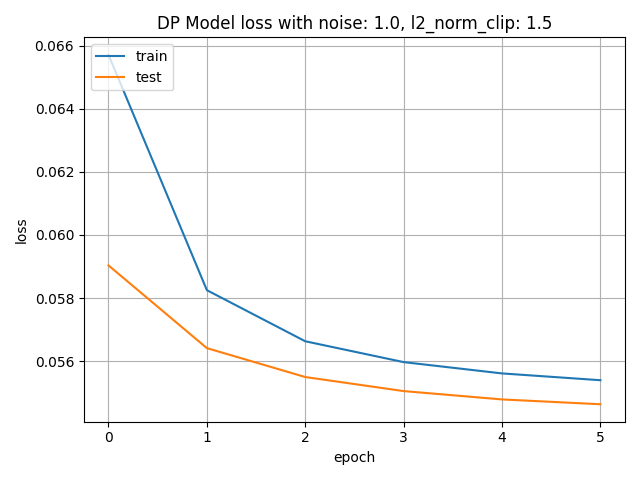 DP Model loss with noise: 1.0, l2_norm_clip: 1.5
train
test
0.066
0.064
0.062
0.060
0.058
0.056
loss
0 1 2 3 4 5
epoch